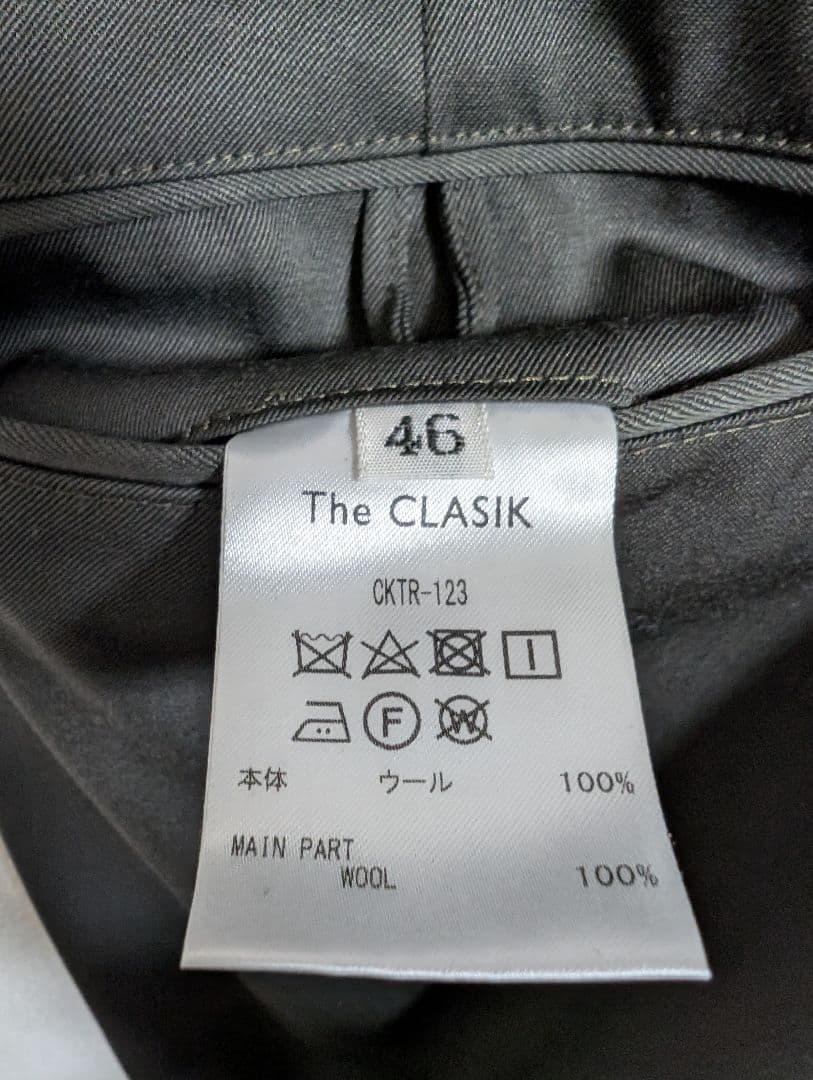 46
The CLASIK
CKTR-123
F W
本体 ウール 100%
MAIN PART
WOOL 100%